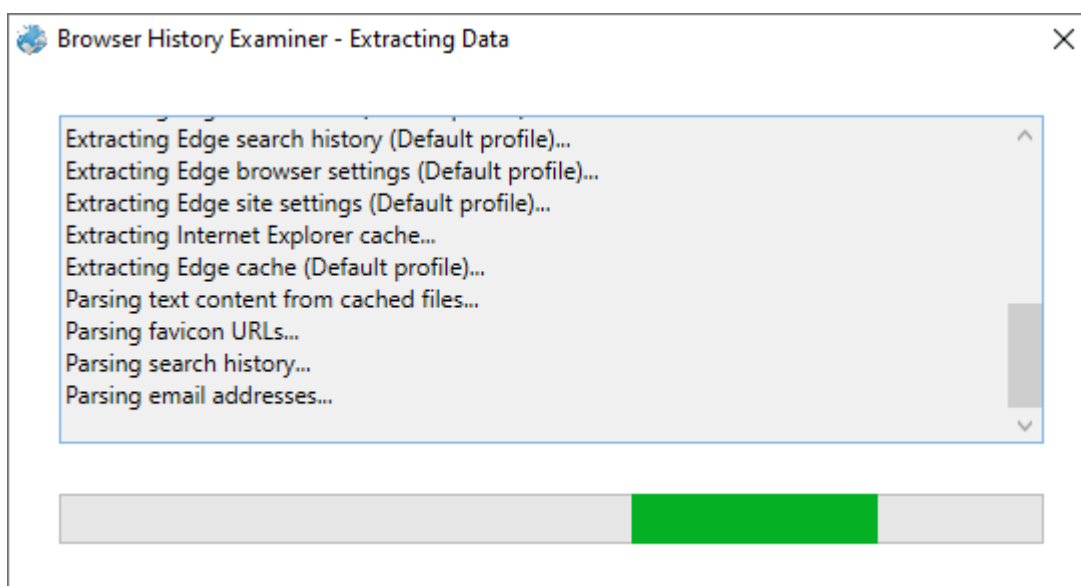 Browser History Examiner - Extracting Data
Extracting Edge search history (Default profile)...
Extracting Edge browser settings (Default profile)...
Extracting Edge site settings (Default profile)...
Extracting Internet Explorer cache...
Extracting Edge cache (Default profile)...
Parsing text content from cached files...
Parsing favicon URLs...
Parsing search history...
Parsing email addresses...